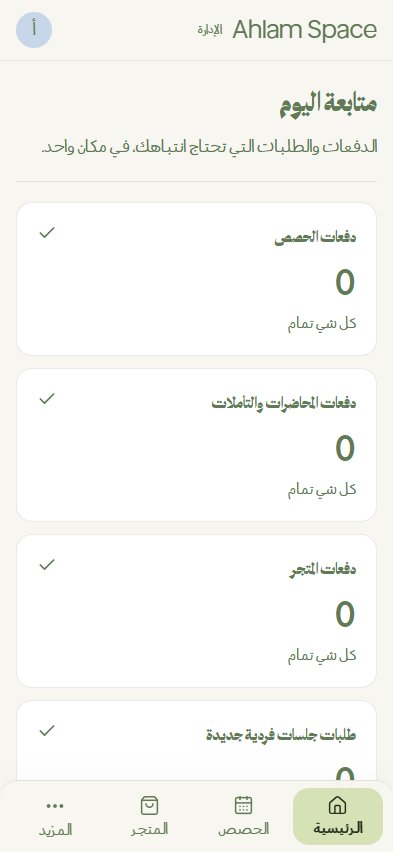 Ahlam Space الإدارة
أ
متابعة اليوم
الدفعات والطلبات التي تحتاج انتباهك، في مكان واحد.
دفعات الحصص
0
كل شي تمام
دفعات المحاضرات والتأملات
0
كل شي تمام
دفعات المتجر
0
كل شي تمام
طلبات جلسات فردية جديدة
0
الرئيسية
الحصص
المتجر
المزيد